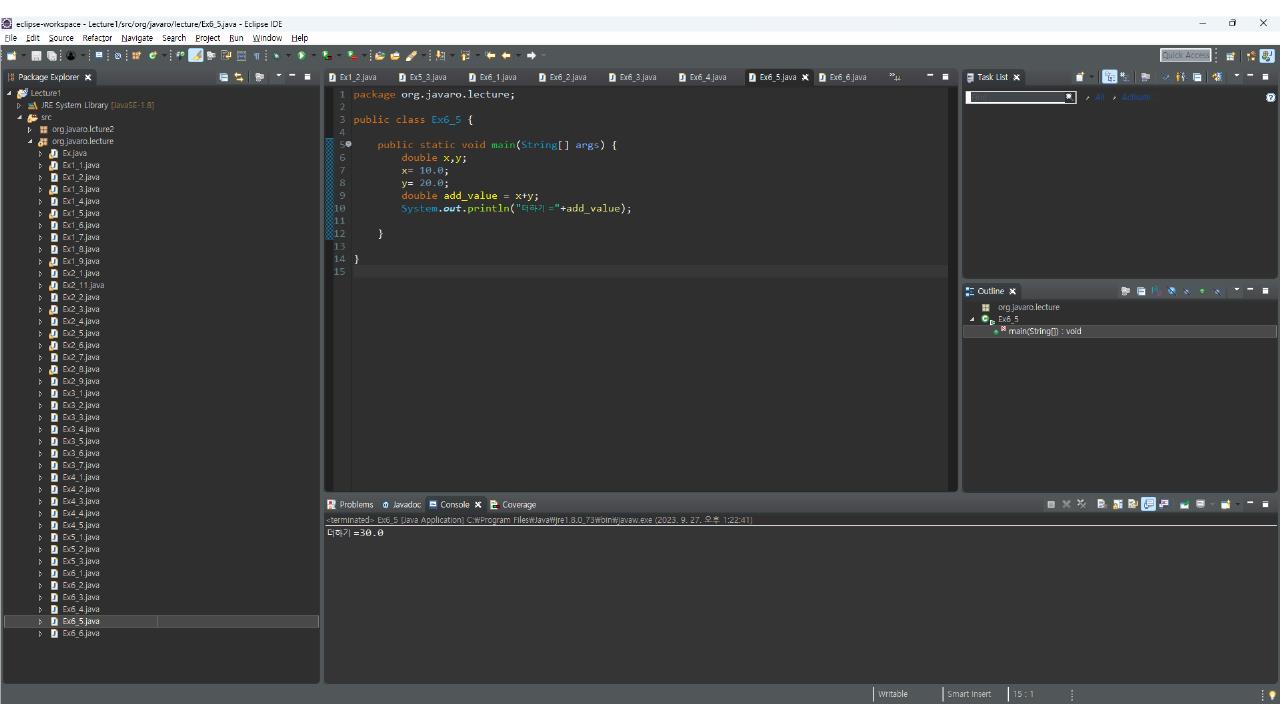 eclipse-workspace - Lecture1/src/org/javaro/lecture/Ex6_5.java - Eclipse IDE
File Edit Source Refactor Navigate Search Project Run Window Help
Quick Access
Package Explorer
Lecture1
JRE System Library [JavaSE-1.8]
src
org.javaro.lcture2
org.javaro.lecture
Ex.java
Ex1_1.java
Ex1_2.java
Ex1_3.java
Ex1_4.java
Ex1_5.java
Ex1_6.java
Ex1_7.java
Ex1_8.java
Ex1_9.java
Ex2_1.java
Ex2_11.java
Ex2_2.java
Ex2_3.java
Ex2_4.java
Ex2_5.java
Ex2_6.java
Ex2_7.java
Ex2_8.java
Ex2_9.java
Ex3_1.java
Ex3_2.java
Ex3_3.java
Ex3_4.java
Ex3_5.java
Ex3_6.java
Ex3_7.java
Ex4_1.java
Ex4_2.java
Ex4_3.java
Ex4_4.java
Ex4_5.java
Ex5_1.java
Ex5_2.java
Ex5_3.java
Ex6_1.java
Ex6_2.java
Ex6_3.java
Ex6_4.java
Ex6_5.java
Ex6_6.java
Ex1_2.java Ex5_3.java Ex6_1.java Ex6_2.java Ex6_3.java Ex6_4.java Ex6_5.java Ex6_6.java
1 package org.javaro.lecture;
2
3 public class Ex6_5 {
4
5 public static void main(String[] args) {
6 double x,y;
7 x= 10.0;
8 y= 20.0;
9 double add_value = x+y;
10 System.out.println("더하기 ="+add_value);
11
12 }
13
14 }
15
Task List
All Activate
Outline
org.javaro.lecture
Ex6_5
main(String[]) : void
Problems Javadoc Console Coverage
<terminated> Ex6_5 [Java Application] C:₩Program Files₩Java₩jre1.8.0_73₩bin₩javaw.exe (2023. 9. 27. 오후 1:22:41)
더하기 =30.0
Writable Smart Insert 15 : 1